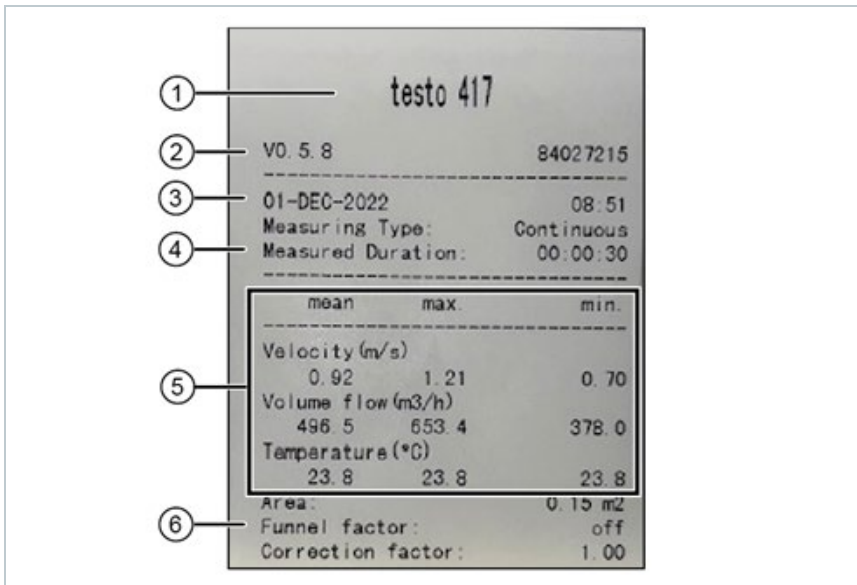 ① testo 417
② V0.5.8 84027215
③ 01-DEC-2022 08:51
Measuring Type: Continuous
④ Measured Duration: 00:00:30
mean max. min.
Velocity(m/s)
0.92 1.21 0.70
⑤ Volume flow(m3/h)
496.5 653.4 378.0
Temperature(°C)
23.8 23.8 23.8
Area: 0.15 m2
⑥ Funnel factor: off
Correction factor: 1.00